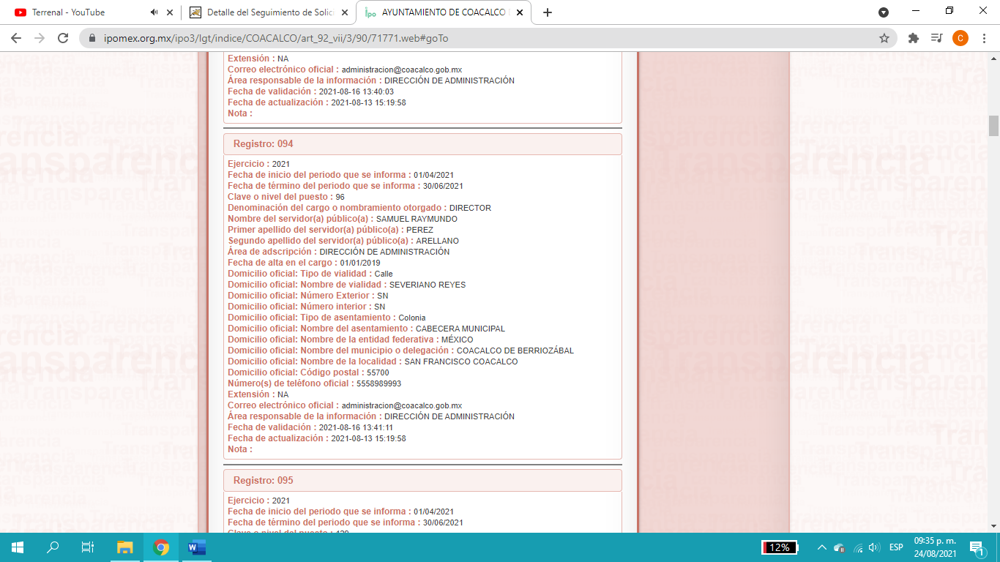 Terrenal - YouTube
Detalle del Seguimiento de Solic
ipo AYUNTAMIENTO DE COACALCO
ipomex.org.mx/ipo3/lgt/indice/COACALCO/art_92_vii/3/90/71771.web#goTo
C
Extensión : NA
Correo electrónico oficial : administracion@coacalco.gob.mx
Área responsable de la información : DIRECCIÓN DE ADMINISTRACIÓN
Fecha de validación : 2021-08-16 13:40:03
Fecha de actualización : 2021-08-13 15:19:58
Nota :
Registro: 094
Ejercicio : 2021
Fecha de inicio del periodo que se informa : 01/04/2021
Fecha de término del periodo que se informa : 30/06/2021
Clave o nivel del puesto : 96
Denominación del cargo o nombramiento otorgado : DIRECTOR
Nombre del servidor(a) público(a) : SAMUEL RAYMUNDO
Primer apellido del servidor(a) público(a) : PEREZ
Segundo apellido del servidor(a) público(a) : ARELLANO
Área de adscripción : DIRECCIÓN DE ADMINISTRACIÓN
Fecha de alta en el cargo : 01/01/2019
Domicilio oficial: Tipo de vialidad : Calle
Domicilio oficial: Nombre de vialidad : SEVERIANO REYES
Domicilio oficial: Número Exterior : SN
Domicilio oficial: Número interior : SN
Domicilio oficial: Tipo de asentamiento : Colonia
Domicilio oficial: Nombre del asentamiento : CABECERA MUNICIPAL
Domicilio oficial: Nombre de la entidad federativa : MÉXICO
Domicilio oficial: Nombre del municipio o delegación : COACALCO DE BERRIOZÁBAL
Domicilio oficial: Nombre de la localidad : SAN FRANCISCO COACALCO
Domicilio oficial: Código postal : 55700
Número(s) de teléfono oficial : 5558989993
Extensión : NA
Correo electrónico oficial : administracion@coacalco.gob.mx
Área responsable de la información : DIRECCIÓN DE ADMINISTRACIÓN
Fecha de validación : 2021-08-16 13:41:11
Fecha de actualización : 2021-08-13 15:19:58
Nota :
Registro: 095
Ejercicio : 2021
Fecha de inicio del periodo que se informa : 01/04/2021
Fecha de término del periodo que se informa : 30/06/2021
12%
ESP
09:35 p. m.
24/08/2021
1